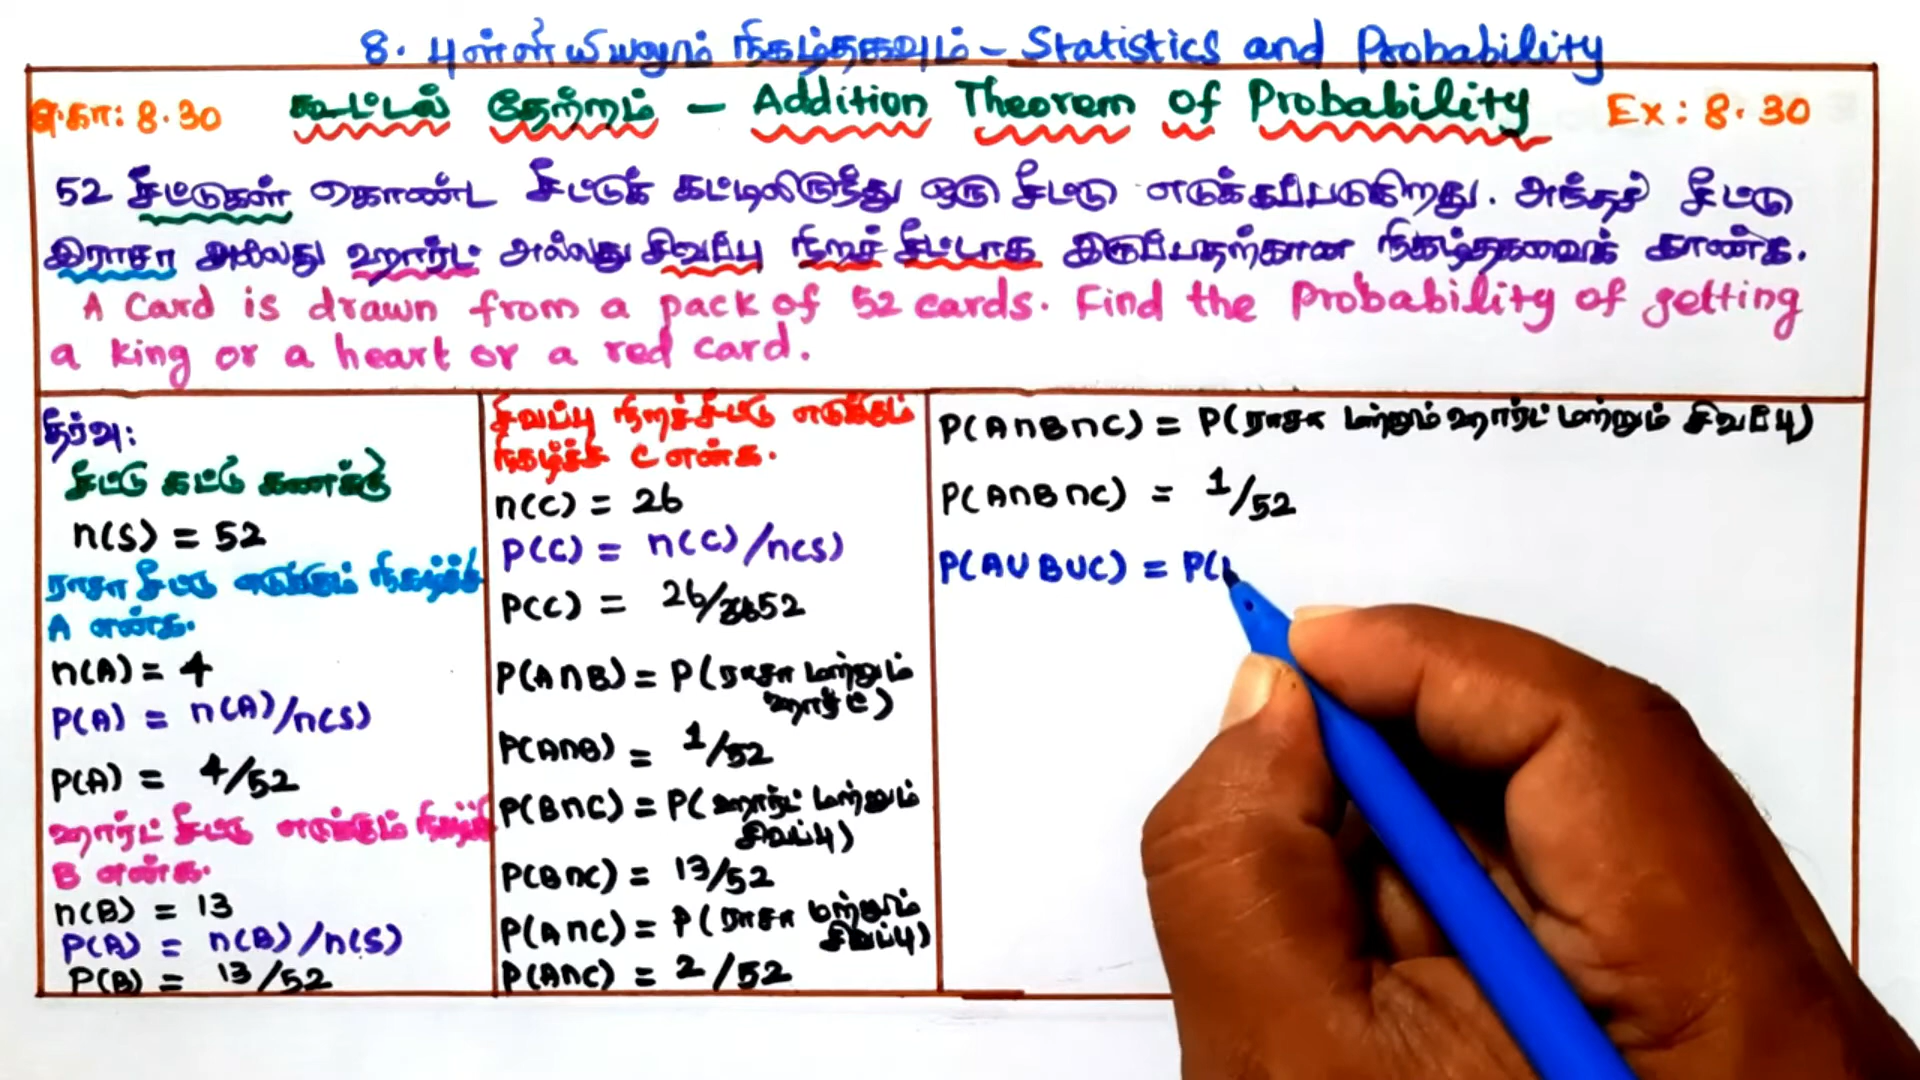 8. புள்ளியியலும் நிகழ்தகவும் – Statistics and Probability
எ.கா: 8.30 கூட்டல் தேற்றம் – Addition Theorem of Probability Ex: 8.30
52 சீட்டுகள் கொண்ட சீட்டுக் கட்டிலிருந்து ஒரு சீட்டு எடுக்கப்படுகிறது. அந்தச் சீட்டு
இராசா அல்லது ஹார்ட் அல்லது சிவப்பு நிறச் சீட்டாக இருப்பதற்கான நிகழ்தகவைக் காண்க.
A Card is drawn from a pack of 52 cards. Find the Probability of getting
a king or a heart or a red card.
தீர்வு:
சீட்டு கட்டு கணக்கு
n(S) = 52
ராசா சீட்டு எடுக்கும் நிகழ்ச்சி
A என்க.
n(A) = 4
P(A) = n(A)/n(S)
P(A) = 4/52
ஹார்ட் சீட்டு எடுக்கும் நிகழ்ச்சி
B என்க.
n(B) = 13
P(B) = n(B)/n(S)
P(B) = 13/52
சிவப்பு நிறச்சீட்டு எடுக்கும்
நிகழ்ச்சி C என்க.
n(C) = 26
P(C) = n(C)/n(S)
P(C) = 26/52
P(A∩B) = P(ராசா மற்றும்
ஹார்ட்)
P(A∩B) = 1/52
P(B∩C) = P(ஹார்ட் மற்றும்
சிவப்பு)
P(B∩C) = 13/52
P(A∩C) = P(ராசா மற்றும்
சிவப்பு)
P(A∩C) = 2/52
P(A∩B∩C) = P(ராசா மற்றும் ஹார்ட் மற்றும் சிவப்பு)
P(A∩B∩C) = 1/52
P(A∪B∪C) = P(